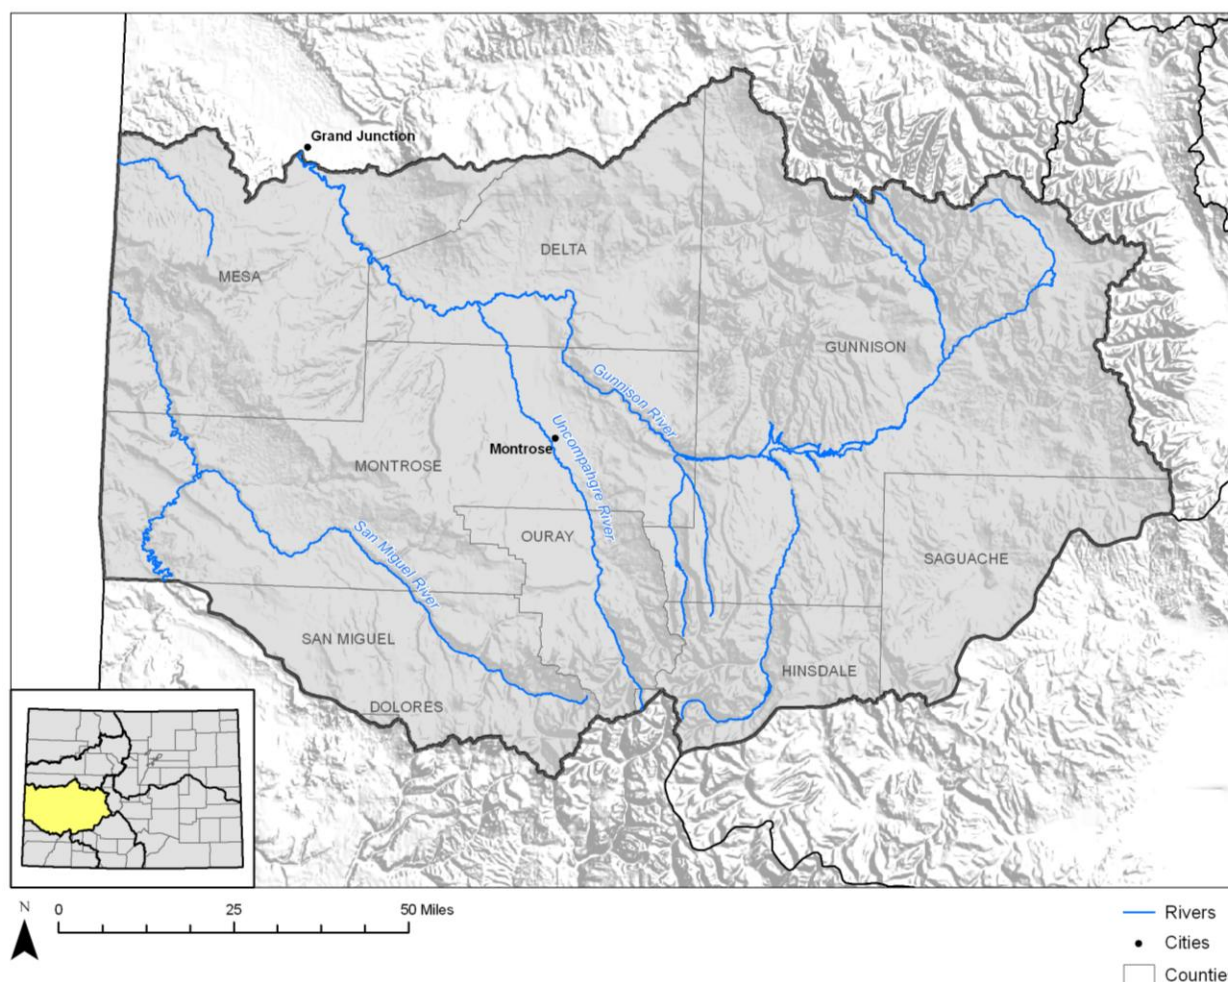 Grand Junction
DELTA
MESA
GUNNISON
Gunnison River
Uncompahgre River
Montrose
MONTROSE
OURAY
San Miguel River
SAGUACHE
SAN MIGUEL
HINSDALE
DOLORES
N
0 25 50 Miles
Rivers
Cities
Countie